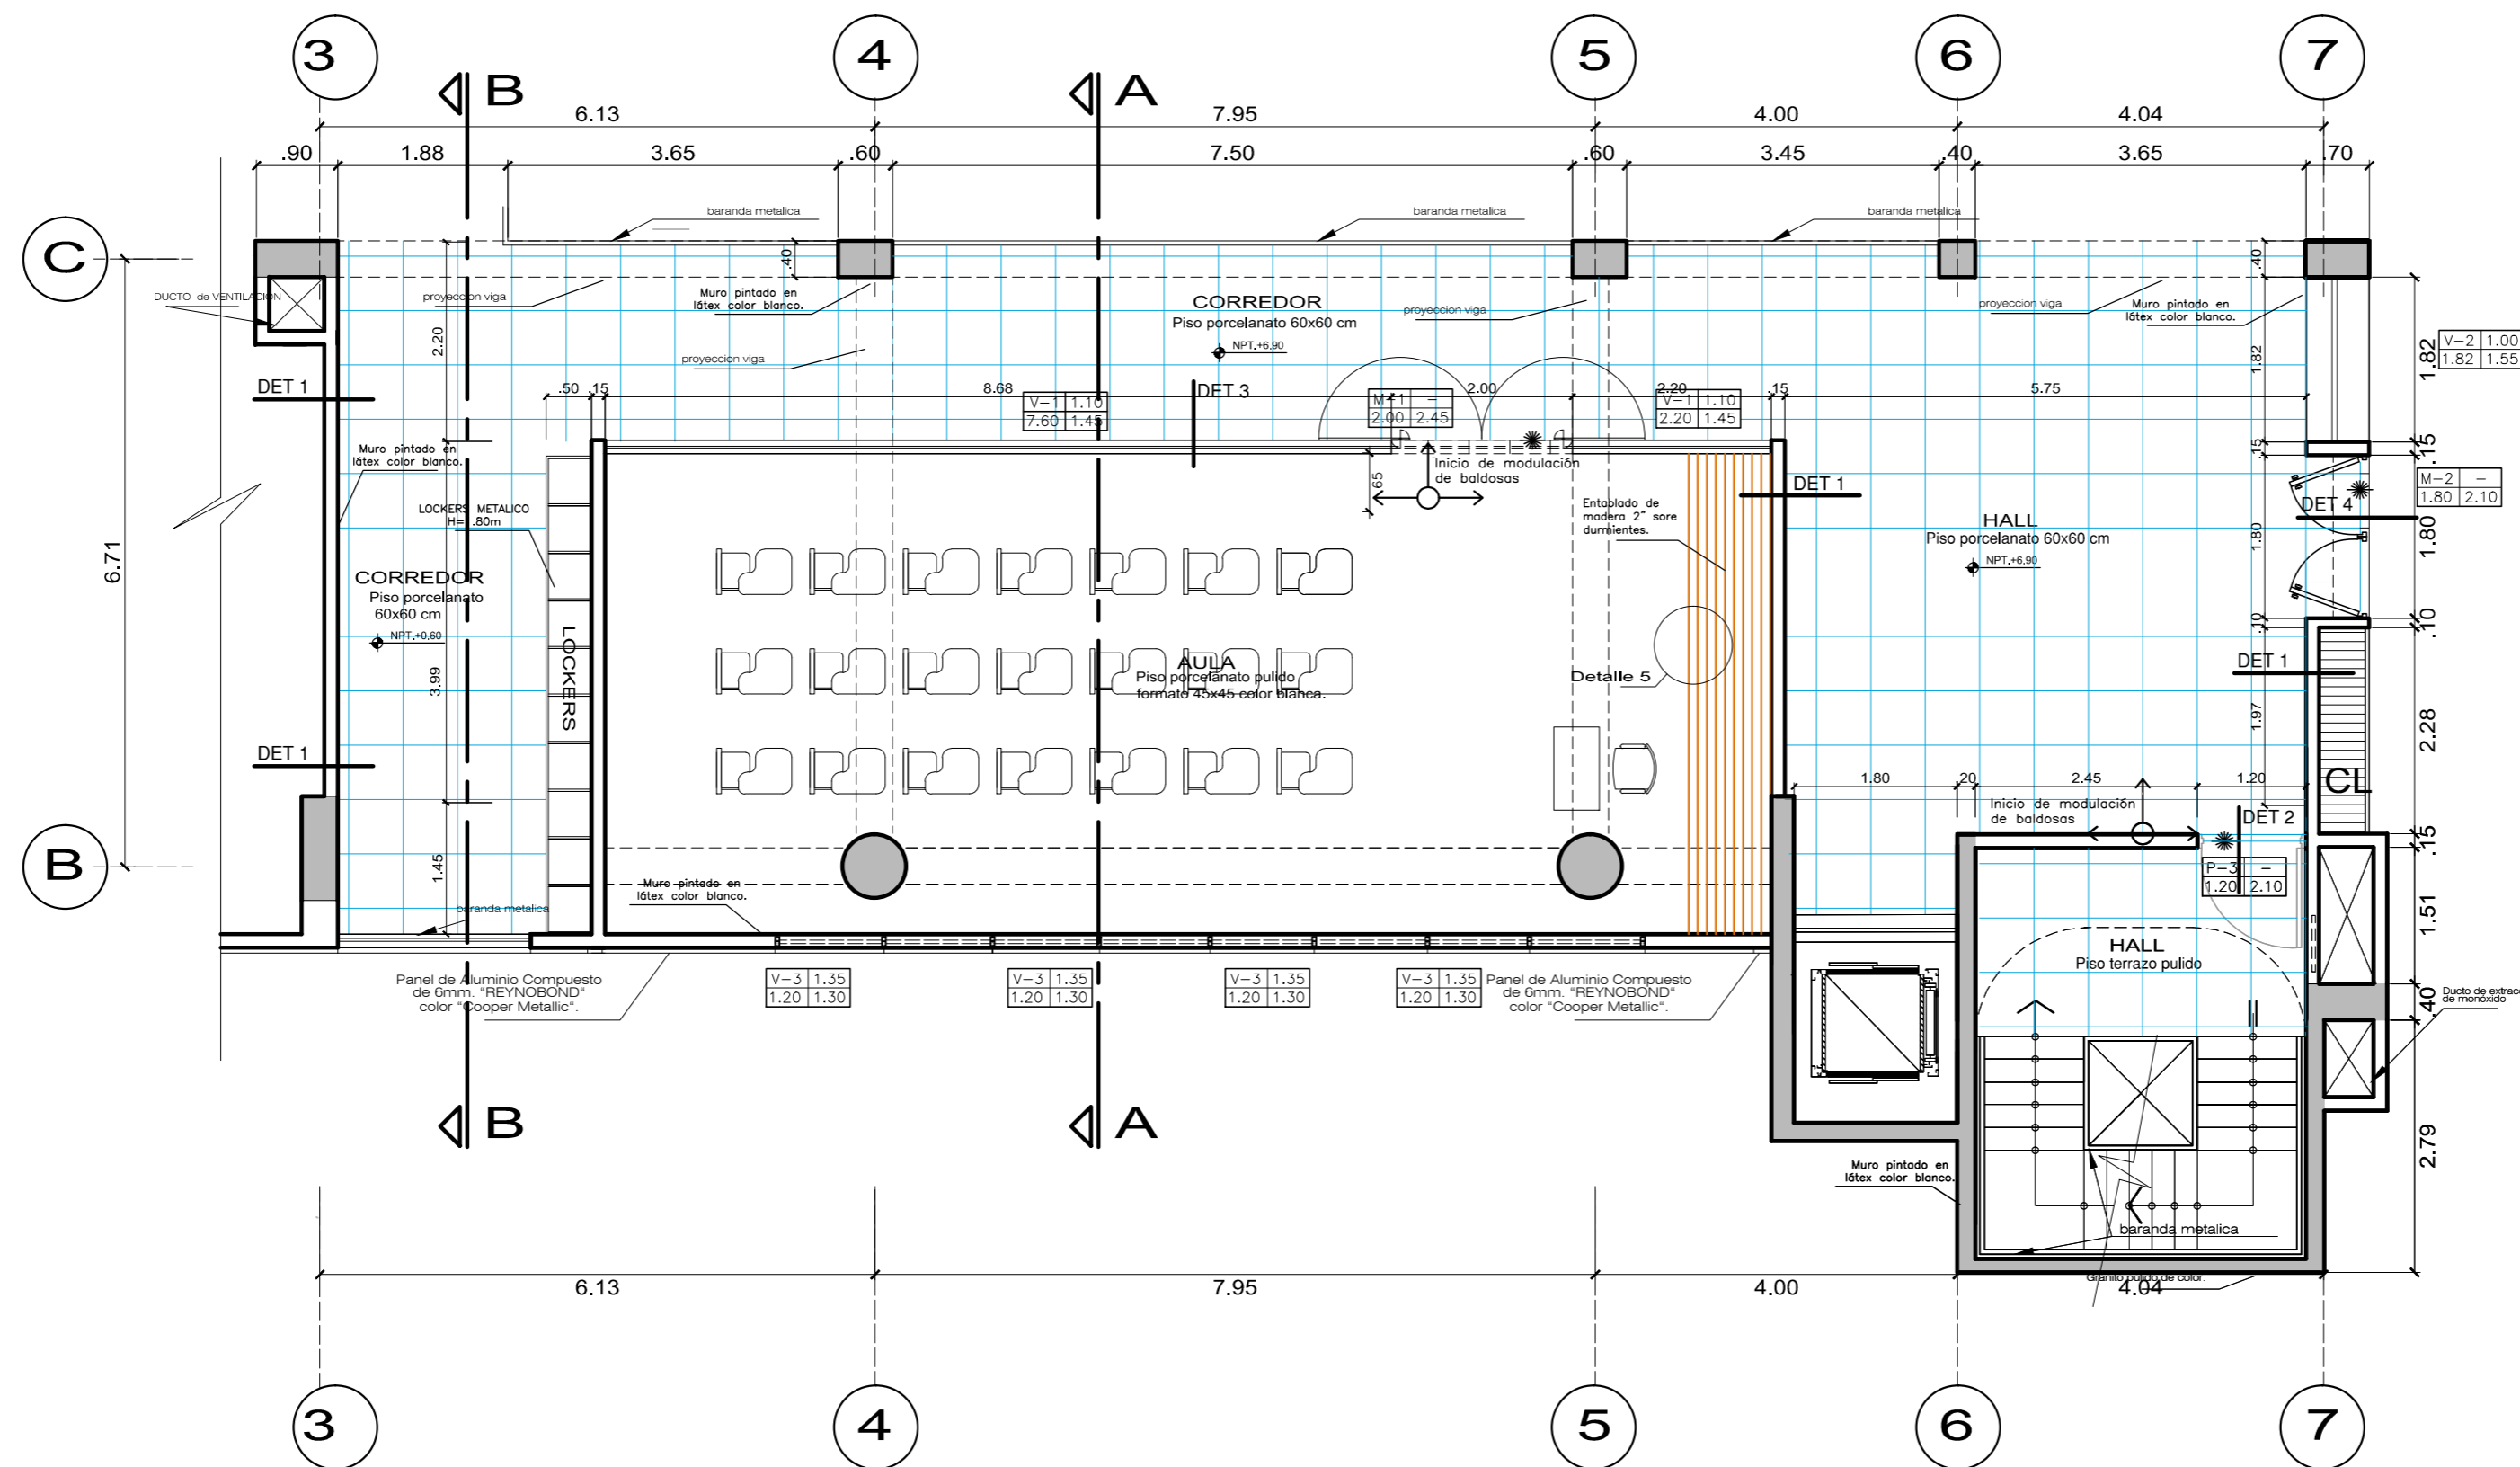 3
4
5
6
7
B
A
6.13
7.95
4.00
4.04
.90
1.88
3.65
.60
7.50
.60
3.45
.40
3.65
.70
baranda metalica
baranda metalica
baranda metalica
C
.40
.40
DUCTO de VENTILACION
proyeccion viga
Muro pintado en
látex color blanco.
CORREDOR
Piso porcelanato 60x60 cm
NPT.+6.90
proyeccion viga
proyeccion viga
Muro pintado en
látex color blanco.
proyeccion viga
2.20
1.82
1.82
V-2 1.00
1.82 1.55
DET 1
.50
.15
8.68
DET 3
V-1 1.10
7.60 1.45
M-1 -
2.00 2.45
2.00
2.20
V-1 1.10
2.20 1.45
.15
5.75
Muro pintado en
látex color blanco.
Inicio de modulación
de baldosas
.65
.15
.15
DET 1
M-2 -
1.80 2.10
DET 4
LOCKERS METALICO
Entablado de
madera 2" sore
durmientes.
HALL
Piso porcelanato 60x60 cm
NPT.+6.90
1.80
1.80
6.71
CORREDOR
Piso porcelanato
60x60 cm
NPT.+0.60
LOCKERS
3.99
AULA
Piso porcelanato pulido
formato 45x45 color blanca.
Detalle 5
.10
.10
DET 1
1.97
2.28
DET 1
1.80
.20
2.45
1.20
CL
Inicio de modulación
de baldosas
DET 2
.15
B
1.45
Muro pintado en
látex color blanco.
baranda metalica
P-3 -
1.20 2.10
1.51
HALL
Piso terrazo pulido
Panel de Aluminio Compuesto
de 6mm. "REYNOBOND"
color "Cooper Metallic".
V-3 1.35
1.20 1.30
V-3 1.35
1.20 1.30
V-3 1.35
1.20 1.30
V-3 1.35
1.20 1.30
Panel de Aluminio Compuesto
de 6mm. "REYNOBOND"
color "Cooper Metallic".
.40
Ducto de extrac
de monóxido
B
A
2.79
Muro pintado en
látex color blanco.
baranda metalica
Granito pulido de color.
6.13
7.95
4.00
4.04
3
4
5
6
7